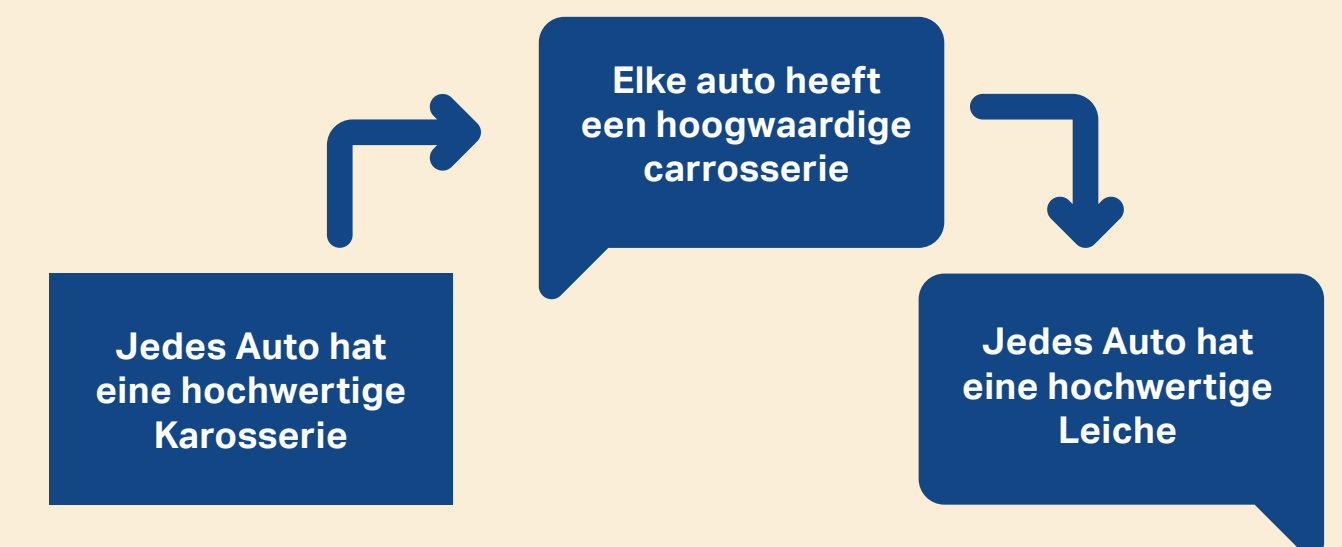 Elke auto heeft
een hoogwaardige
carrosserie
Jedes Auto hat
eine hochwertige
Karosserie
Jedes Auto hat
eine hochwertige
Leiche